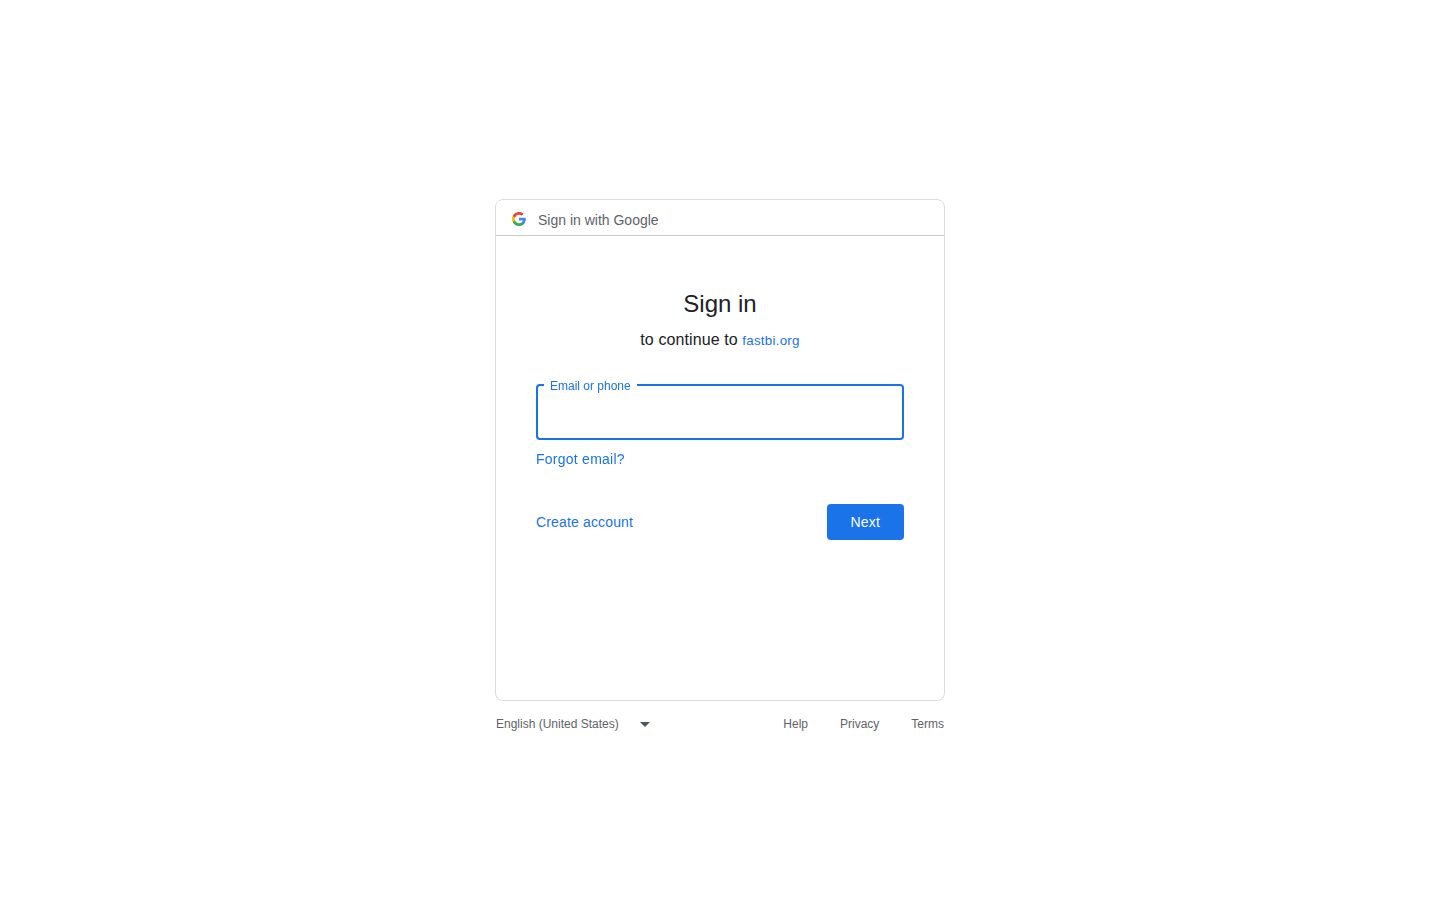 Sign in with Google
Sign in
to continue to fastbi.org
Email or phone
Forgot email?
Create account
Next
English (United States)
Help
Privacy
Terms